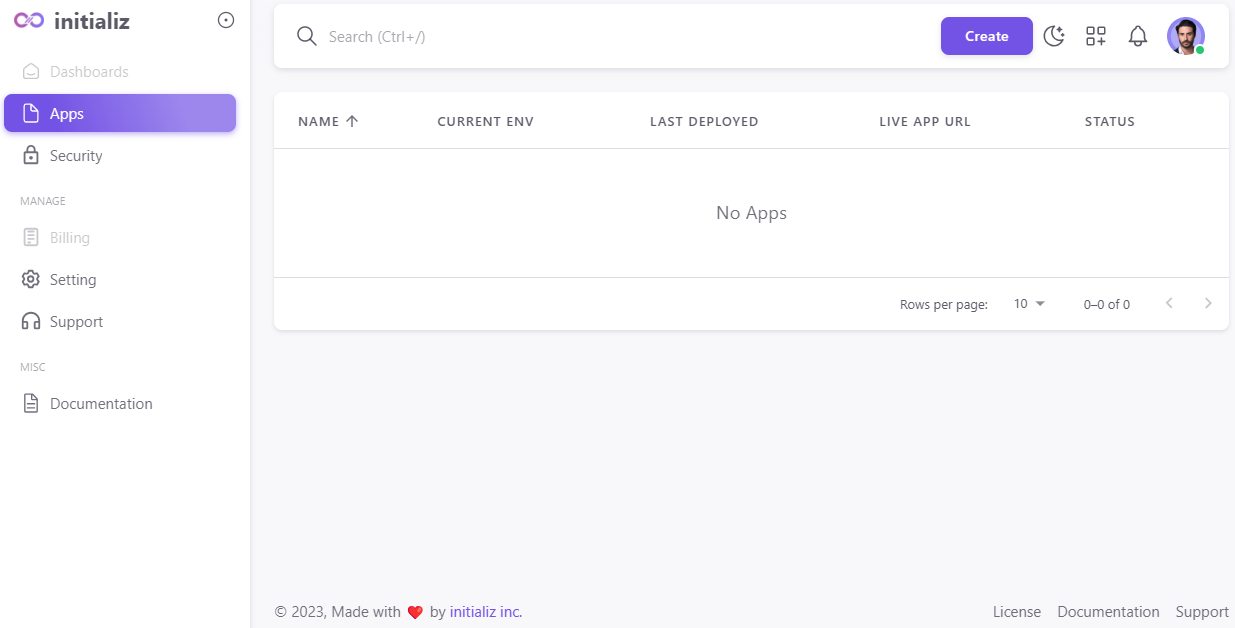 initializ
Dashboards
Apps
Security
MANAGE
Billing
Setting
Support
MISC
Documentation
Search (Ctrl+/)
Create
NAME CURRENT ENV LAST DEPLOYED LIVE APP URL STATUS
No Apps
Rows per page: 10 0–0 of 0
© 2023, Made with ❤️ by initializ inc.
License Documentation Support